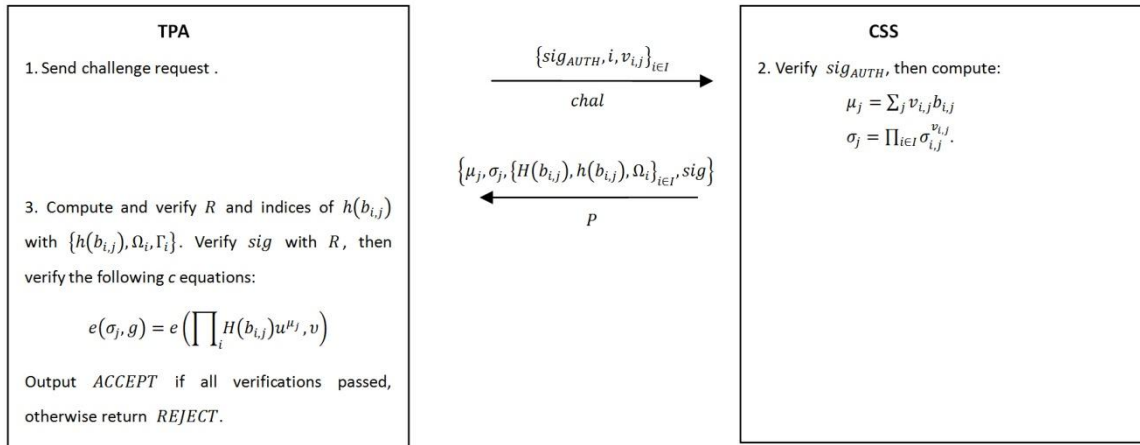 TPA
1. Send challenge request .
{sig_AUTH, i, v_{i,j}}_{i∈I}
chal
CSS
2. Verify sig_AUTH, then compute:
μ_j = ∑_j v_{i,j} b_{i,j}
σ_j = ∏_{i∈I} σ_{i,j}^{v_{i,j}}.
{μ_j, σ_j, {H(b_{i,j}), h(b_{i,j}), Ω_i}_{i∈I}, sig}
P
3. Compute and verify R and indices of h(b_{i,j})
with {h(b_{i,j}), Ω_i, Γ_i}. Verify sig with R, then
verify the following c equations:
e(σ_j, g) = e(∏_i H(b_{i,j})u^{μ_j}, υ)
Output ACCEPT if all verifications passed,
otherwise return REJECT.